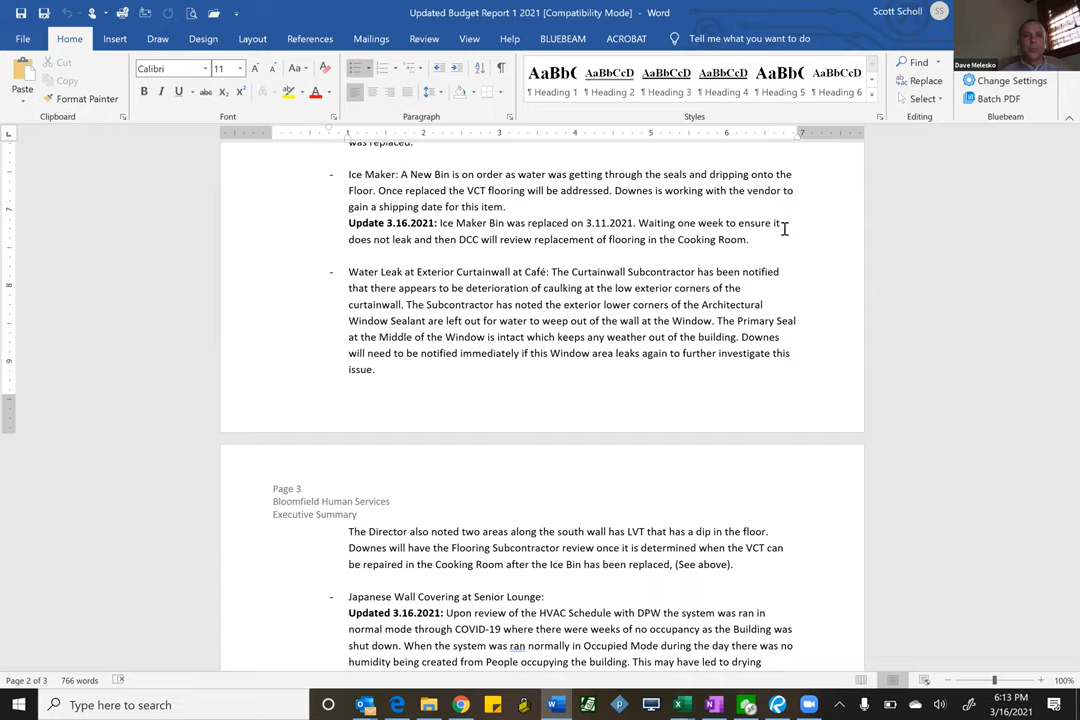 Updated Budget Report 1 2021 [Compatibility Mode] - Word
Scott Scholl
SS
Dave Melesko
File Home Insert Draw Design Layout References Mailings Review View Help BLUEBEAM ACROBAT Tell me what you want to do
Paste
Cut
Copy
Format Painter
Clipboard
Calibri 11
Aa
B I U abc X2 X2 A A
Font
Paragraph
AaBb( AaBbCcD AaBbCcD AaBbCcD AaBb( AaBbCcD
¶ Heading 1 ¶ Heading 2 ¶ Heading 3 ¶ Heading 4 ¶ Heading 5 ¶ Heading 6
Styles
Find
Replace
Select
Editing
Change Settings
Batch PDF
Bluebeam
1 2 3 4 5 6 7
was replaced.
- Ice Maker: A New Bin is on order as water was getting through the seals and dripping onto the
Floor. Once replaced the VCT flooring will be addressed. Downes is working with the vendor to
gain a shipping date for this item.
Update 3.16.2021: Ice Maker Bin was replaced on 3.11.2021. Waiting one week to ensure it
does not leak and then DCC will review replacement of flooring in the Cooking Room.
- Water Leak at Exterior Curtainwall at Café: The Curtainwall Subcontractor has been notified
that there appears to be deterioration of caulking at the low exterior corners of the
curtainwall. The Subcontractor has noted the exterior lower corners of the Architectural
Window Sealant are left out for water to weep out of the wall at the Window. The Primary Seal
at the Middle of the Window is intact which keeps any weather out of the building. Downes
will need to be notified immediately if this Window area leaks again to further investigate this
issue.
Page 3
Bloomfield Human Services
Executive Summary
The Director also noted two areas along the south wall has LVT that has a dip in the floor.
Downes will have the Flooring Subcontractor review once it is determined when the VCT can
be repaired in the Cooking Room after the Ice Bin has been replaced, (See above).
- Japanese Wall Covering at Senior Lounge:
Updated 3.16.2021: Upon review of the HVAC Schedule with DPW the system was ran in
normal mode through COVID-19 where there were weeks of no occupancy as the Building was
shut down. When the system was ran normally in Occupied Mode during the day there was no
humidity being created from People occupying the building. This may have led to drying
Page 2 of 3 766 words
100%
Type here to search
6:13 PM
3/16/2021